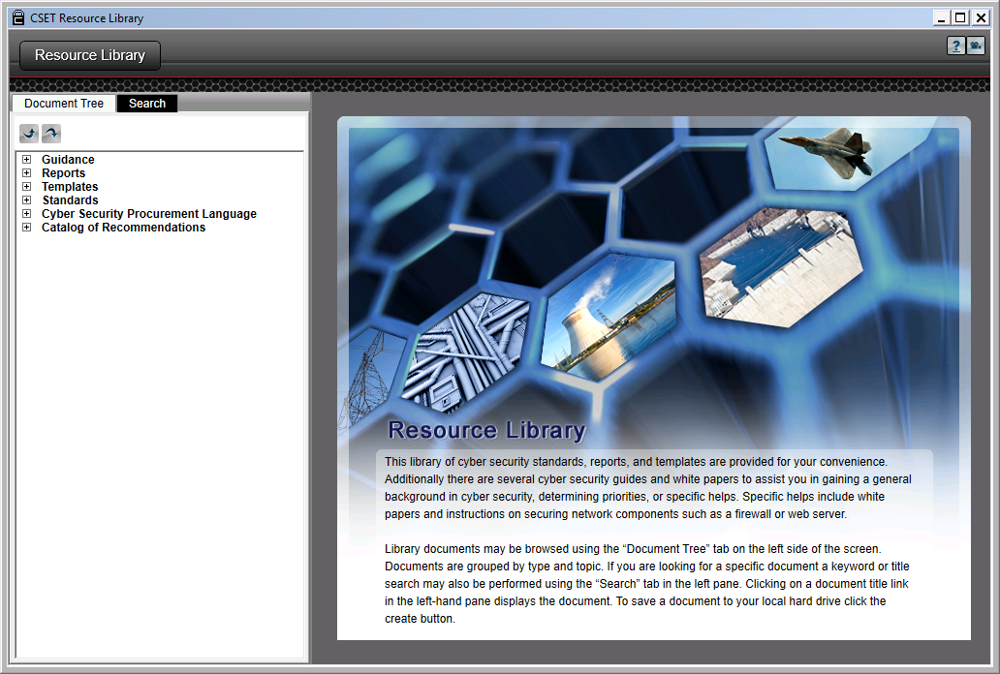 CSET Resource Library
Resource Library
?
Document Tree
Search
Guidance
Reports
Templates
Standards
Cyber Security Procurement Language
Catalog of Recommendations
Resource Library
This library of cyber security standards, reports, and templates are provided for your convenience.
Additionally there are several cyber security guides and white papers to assist you in gaining a general
background in cyber security, determining priorities, or specific helps. Specific helps include white
papers and instructions on securing network components such as a firewall or web server.
Library documents may be browsed using the “Document Tree” tab on the left side of the screen.
Documents are grouped by type and topic. If you are looking for a specific document a keyword or title
search may also be performed using the “Search” tab in the left pane. Clicking on a document title link
in the left-hand pane displays the document. To save a document to your local hard drive click the
create button.